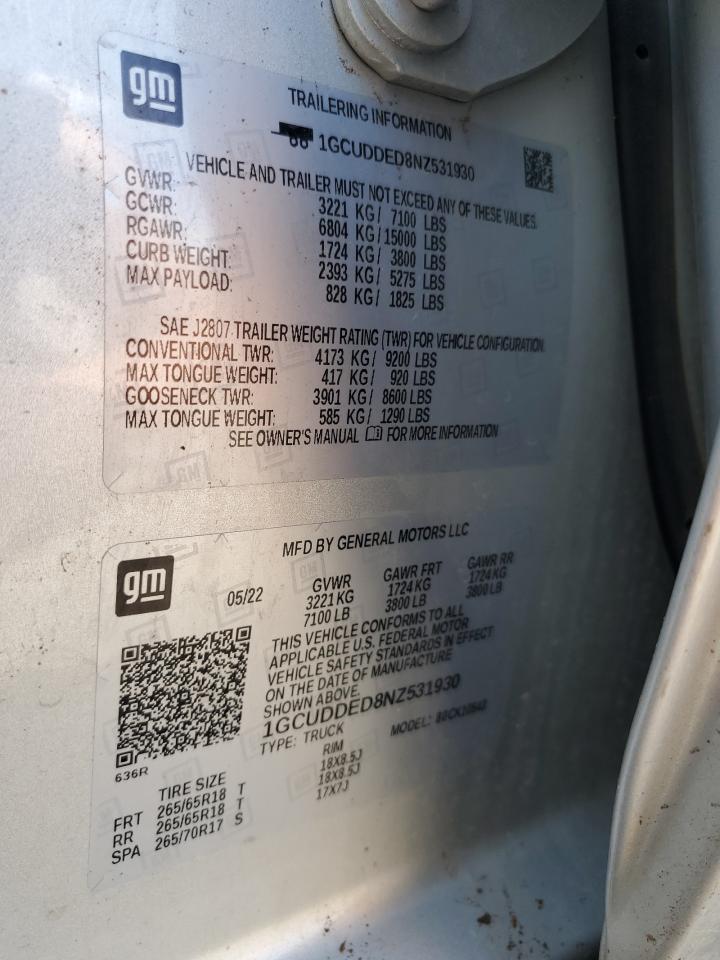 gm
TRAILERING INFORMATION
1GCUDDED8NZ531930
VEHICLE AND TRAILER MUST NOT EXCEED ANY OF THESE VALUES.
GVWR: 3221 KG/ 7100 LBS
GCWR: 6804 KG/15000 LBS
RGAWR: 1724 KG/ 3800 LBS
CURB WEIGHT: 2393 KG/ 5275 LBS
MAX PAYLOAD: 828 KG/ 1825 LBS
SAE J2807 TRAILER WEIGHT RATING (TWR) FOR VEHICLE CONFIGURATION.
CONVENTIONAL TWR: 4173 KG/ 9200 LBS
MAX TONGUE WEIGHT: 417 KG/ 920 LBS
GOOSENECK TWR: 3901 KG/ 8600 LBS
MAX TONGUE WEIGHT: 585 KG/ 1290 LBS
SEE OWNER'S MANUAL FOR MORE INFORMATION
gm
MFD BY GENERAL MOTORS LLC
05/22
GVWR GAWR FRT GAWR RR
3221 KG 1724 KG 1724 KG
7100 LB 3800 LB 3800 LB
THIS VEHICLE CONFORMS TO ALL
APPLICABLE U.S. FEDERAL MOTOR
VEHICLE SAFETY STANDARDS IN EFFECT
ON THE DATE OF MANUFACTURE
SHOWN ABOVE.
1GCUDDED8NZ531930
TYPE: TRUCK MODEL:
636R
TIRE SIZE RIM
FRT 265/65R18 T 18X8.5J
RR 265/65R18 T 18X8.5J
SPA 265/70R17 S 17X7J